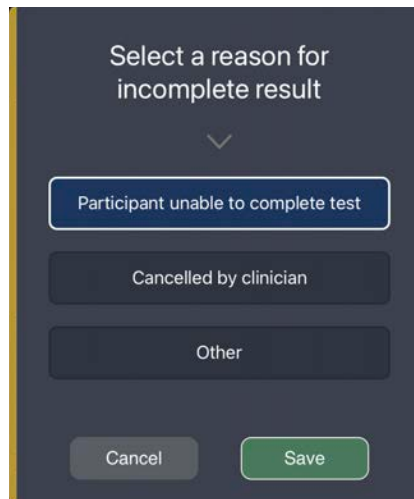 Select a reason for
incomplete result
Participant unable to complete test
Cancelled by clinician
Other
Cancel
Save